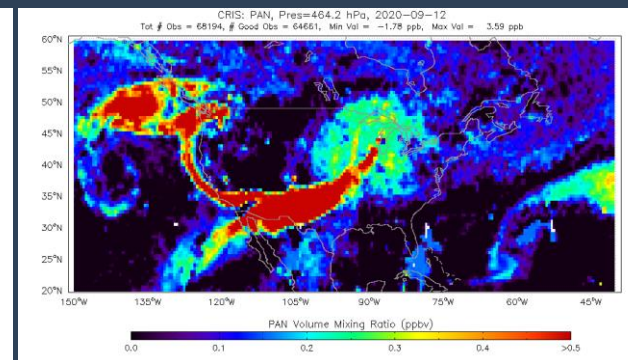 CRIS: PAN, Pres=464.2 hPa, 2020-09-12
Tot # Obs = 68194, # Good Obs = 64661, Min Val = -1.78 ppb, Max Val = 3.59 ppb
60°N
55°N
50°N
45°N
40°N
35°N
30°N
25°N
20°N
150°W 135°W 120°W 105°W 90°W 75°W 60°W 45°W
PAN Volume Mixing Ratio (ppbv)
0.0 0.1 0.2 0.3 0.4 >0.5